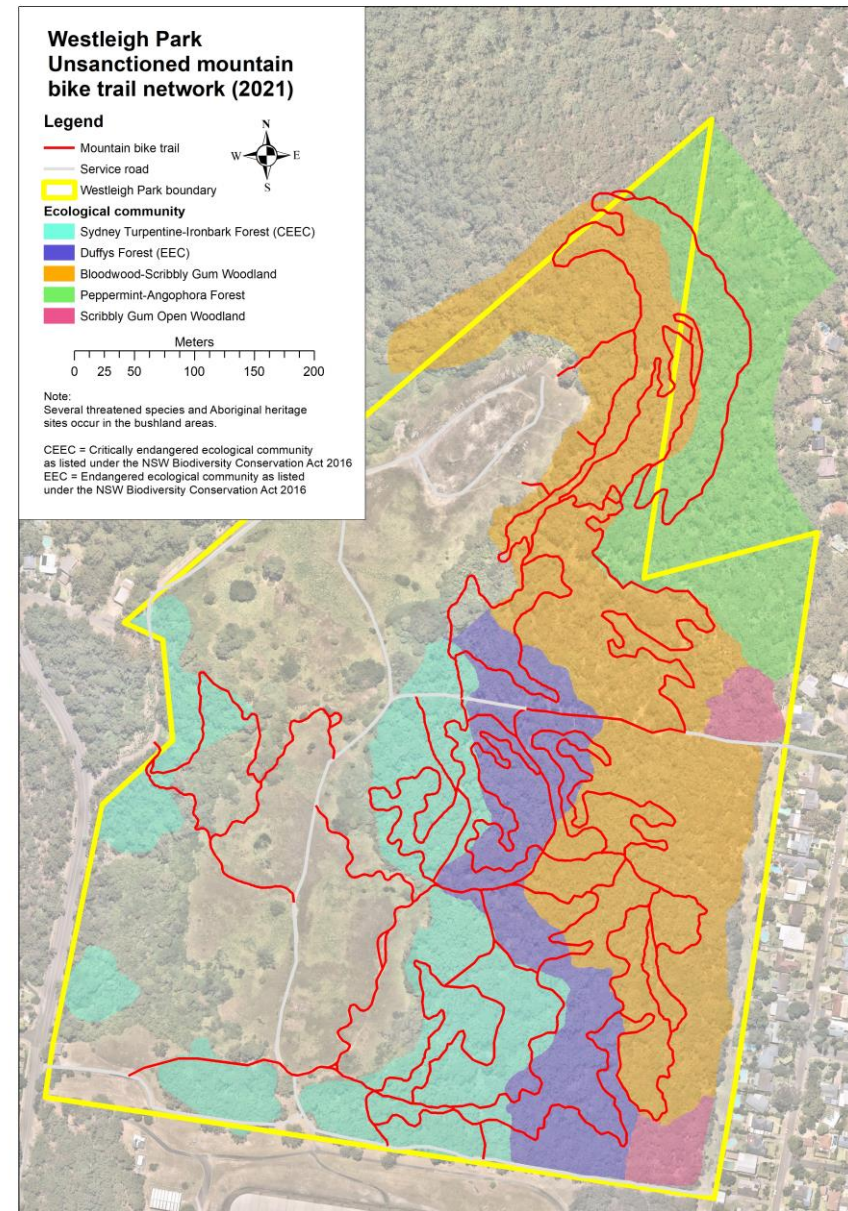 Westleigh Park
Unsanctioned mountain
bike trail network (2021)
Legend
Mountain bike trail
Service road
Westleigh Park boundary
Ecological community
Sydney Turpentine-Ironbark Forest (CEEC)
Duffys Forest (EEC)
Bloodwood-Scribbly Gum Woodland
Peppermint-Angophora Forest
Scribbly Gum Open Woodland
N
W E
S
Meters
0 25 50 100 150 200
Note:
Several threatened species and Aboriginal heritage
sites occur in the bushland areas.
CEEC = Critically endangered ecological community
as listed under the NSW Biodiversity Conservation Act 2016
EEC = Endangered ecological community as listed
under the NSW Biodiversity Conservation Act 2016